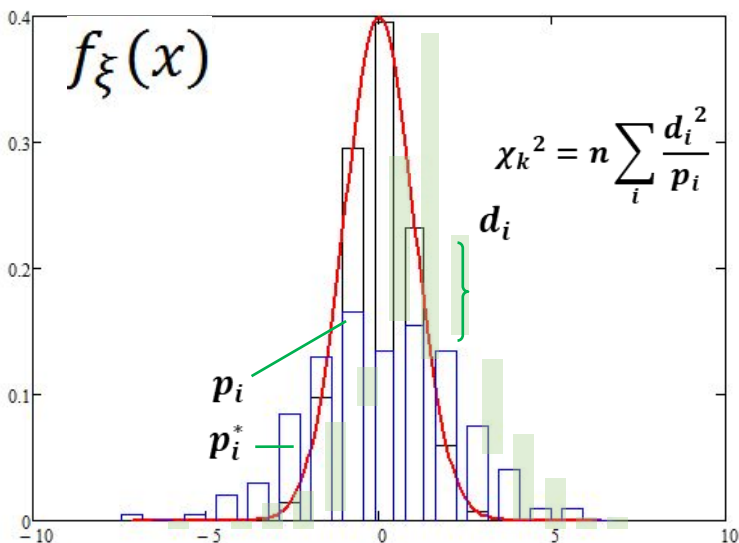 0.4
f_ξ(x)
χ_k² = n ∑_i d_i²/p_i
0.3
d_i
0.2
p_i
0.1
p_i^*
0
−10
−5
0
5
10